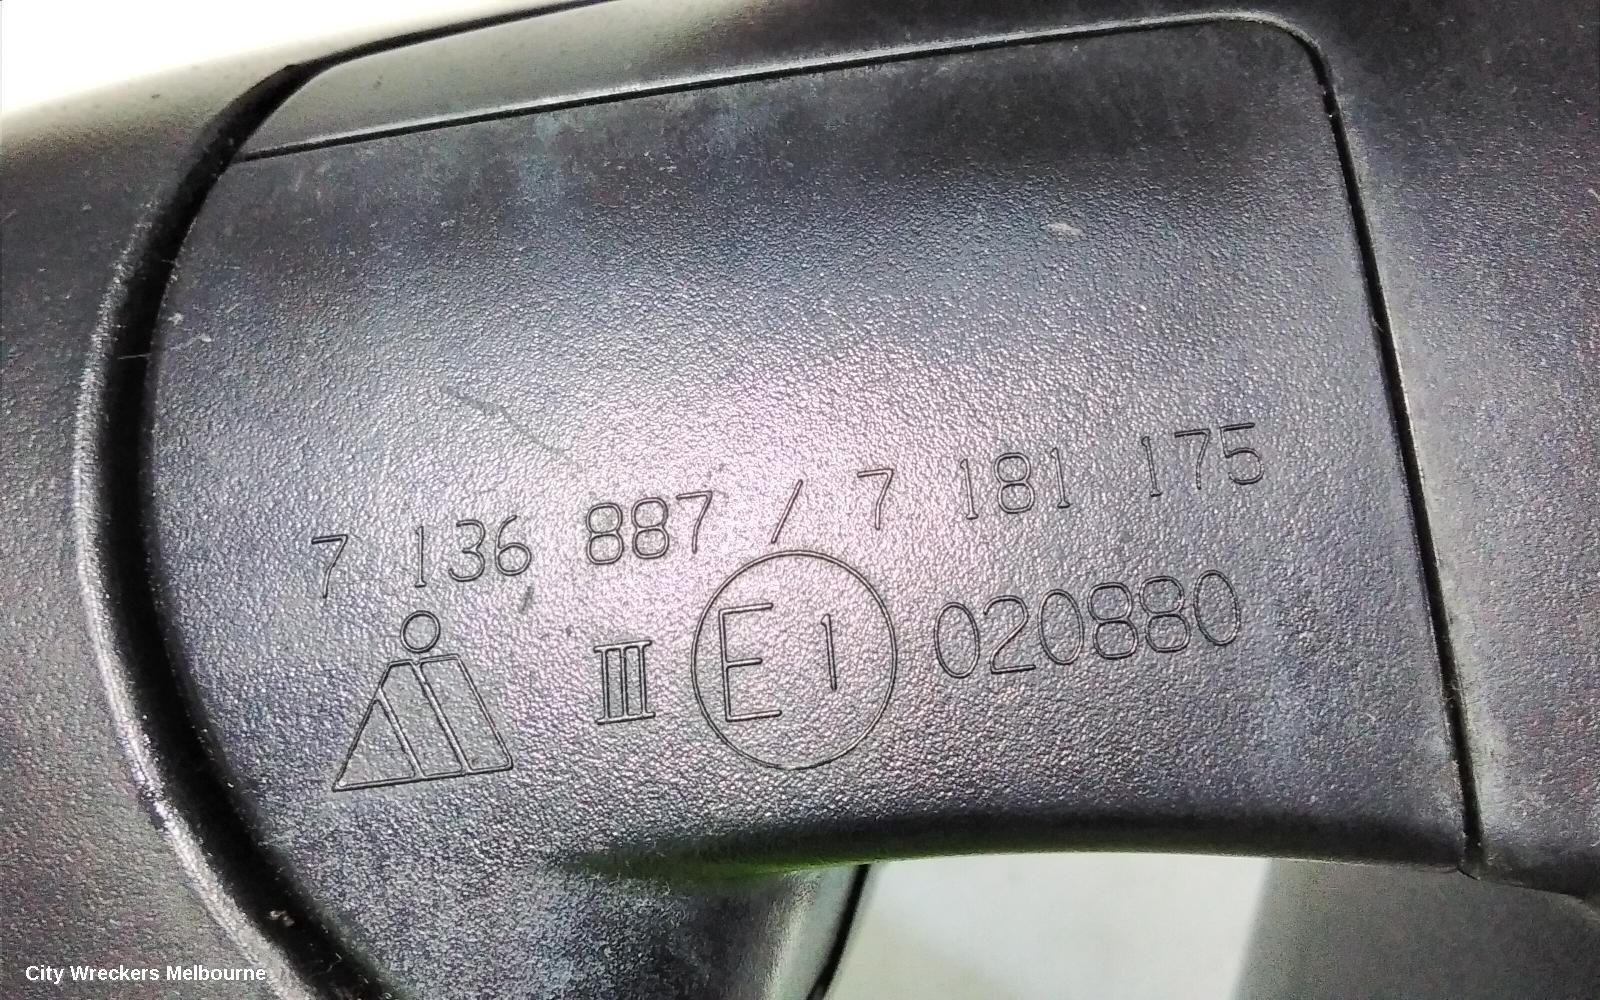 7 136 887 / 7 181 175
III E1 020880
City Wreckers Melbourne